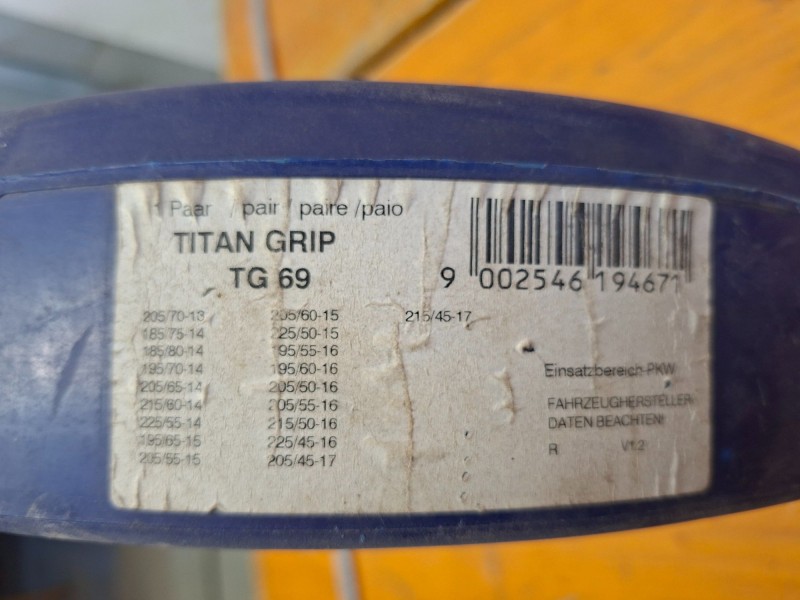 1 Paar / pair / paire /paio
TITAN GRIP
TG 69
9 002546 194671
205/70-13 205/60-15 215/45-17
185/75-14 225/50-15
185/80-14 195/55-16
195/70-14 195/60-16
205/65-14 205/50-16
215/60-14 205/55-16
225/55-14 215/50-16
195/65-15 225/45-16
205/55-15 205/45-17
Einsatzbereich PKW
FAHRZEUGHERSTELLER
DATEN BEACHTEN!
R V1.2